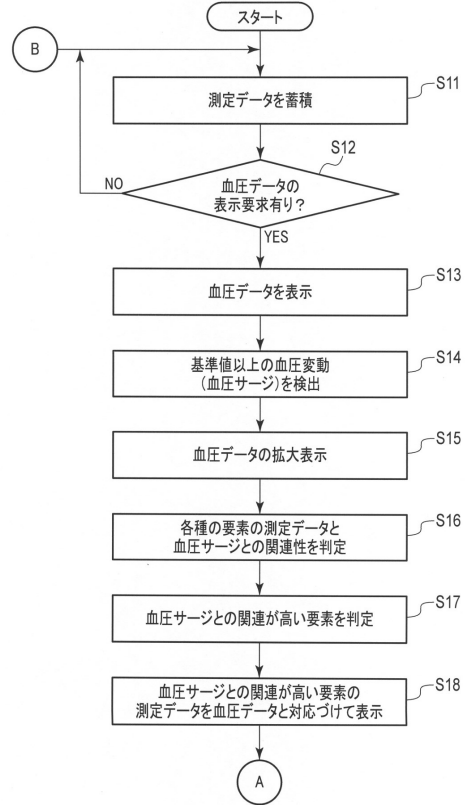 スタート
B
測定データを蓄積
S11
S12
血圧データの
表示要求有り?
NO
YES
血圧データを表示
S13
基準値以上の血圧変動
(血圧サージ)を検出
S14
血圧データの拡大表示
S15
各種の要素の測定データと
血圧サージとの関連性を判定
S16
血圧サージとの関連が高い要素を判定
S17
血圧サージとの関連が高い要素の
測定データを血圧データと対応づけて表示
S18
A